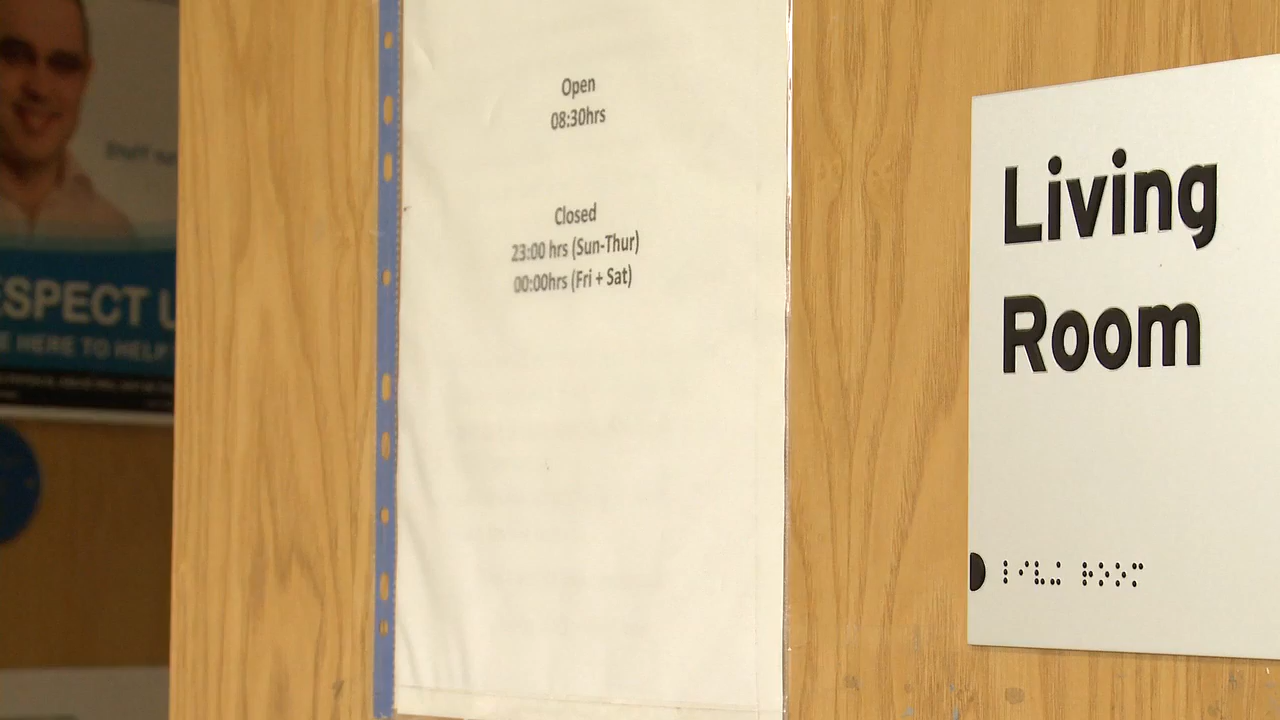 Open
08:30hrs
Closed
23:00 hrs (Sun-Thur)
00:00hrs (Fri + Sat)
Living
Room
ESPECT U
E HERE TO HELP